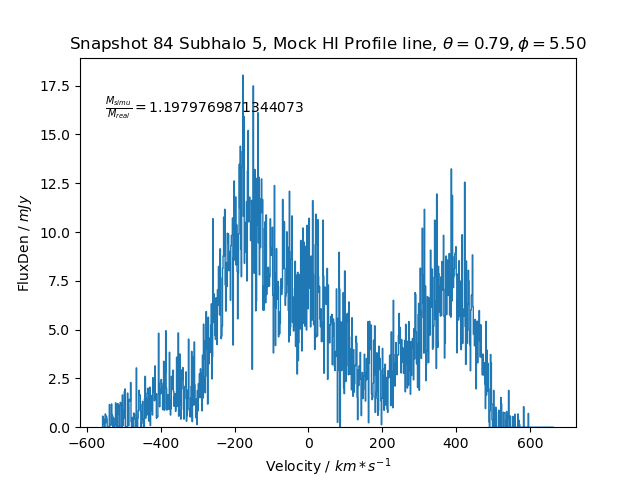 Snapshot 84 Subhalo 5, Mock HI Profile line, θ = 0.79, ϕ = 5.50
M_simu/M_real = 1.1979769871344073
FluxDen / mJy
17.5
15.0
12.5
10.0
7.5
5.0
2.5
0.0
−600 −400 −200 0 200 400 600
Velocity / km * s⁻¹